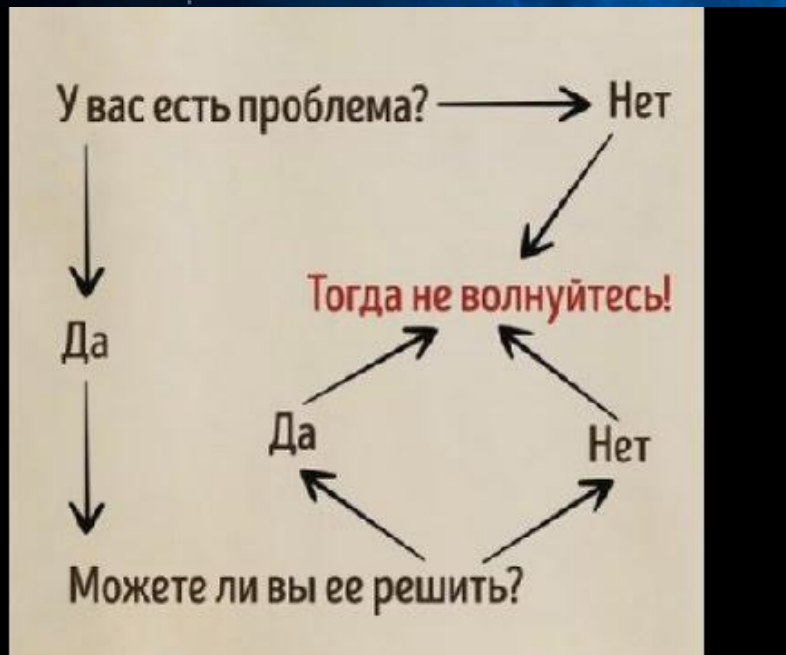 У вас есть проблема? Нет
Тогда не волнуйтесь!
Да
Да Нет
Можете ли вы ее решить?